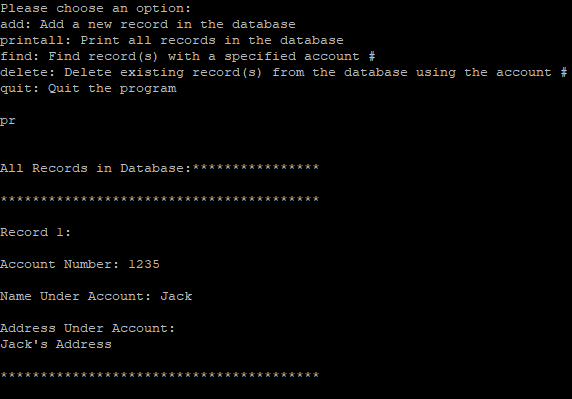 Please choose an option:
add: Add a new record in the database
printall: Print all records in the database
find: Find record(s) with a specified account #
delete: Delete existing record(s) from the database using the account #
quit: Quit the program
pr
All Records in Database:****************
****************************************
Record 1:
Account Number: 1235
Name Under Account: Jack
Address Under Account:
Jack's Address
****************************************